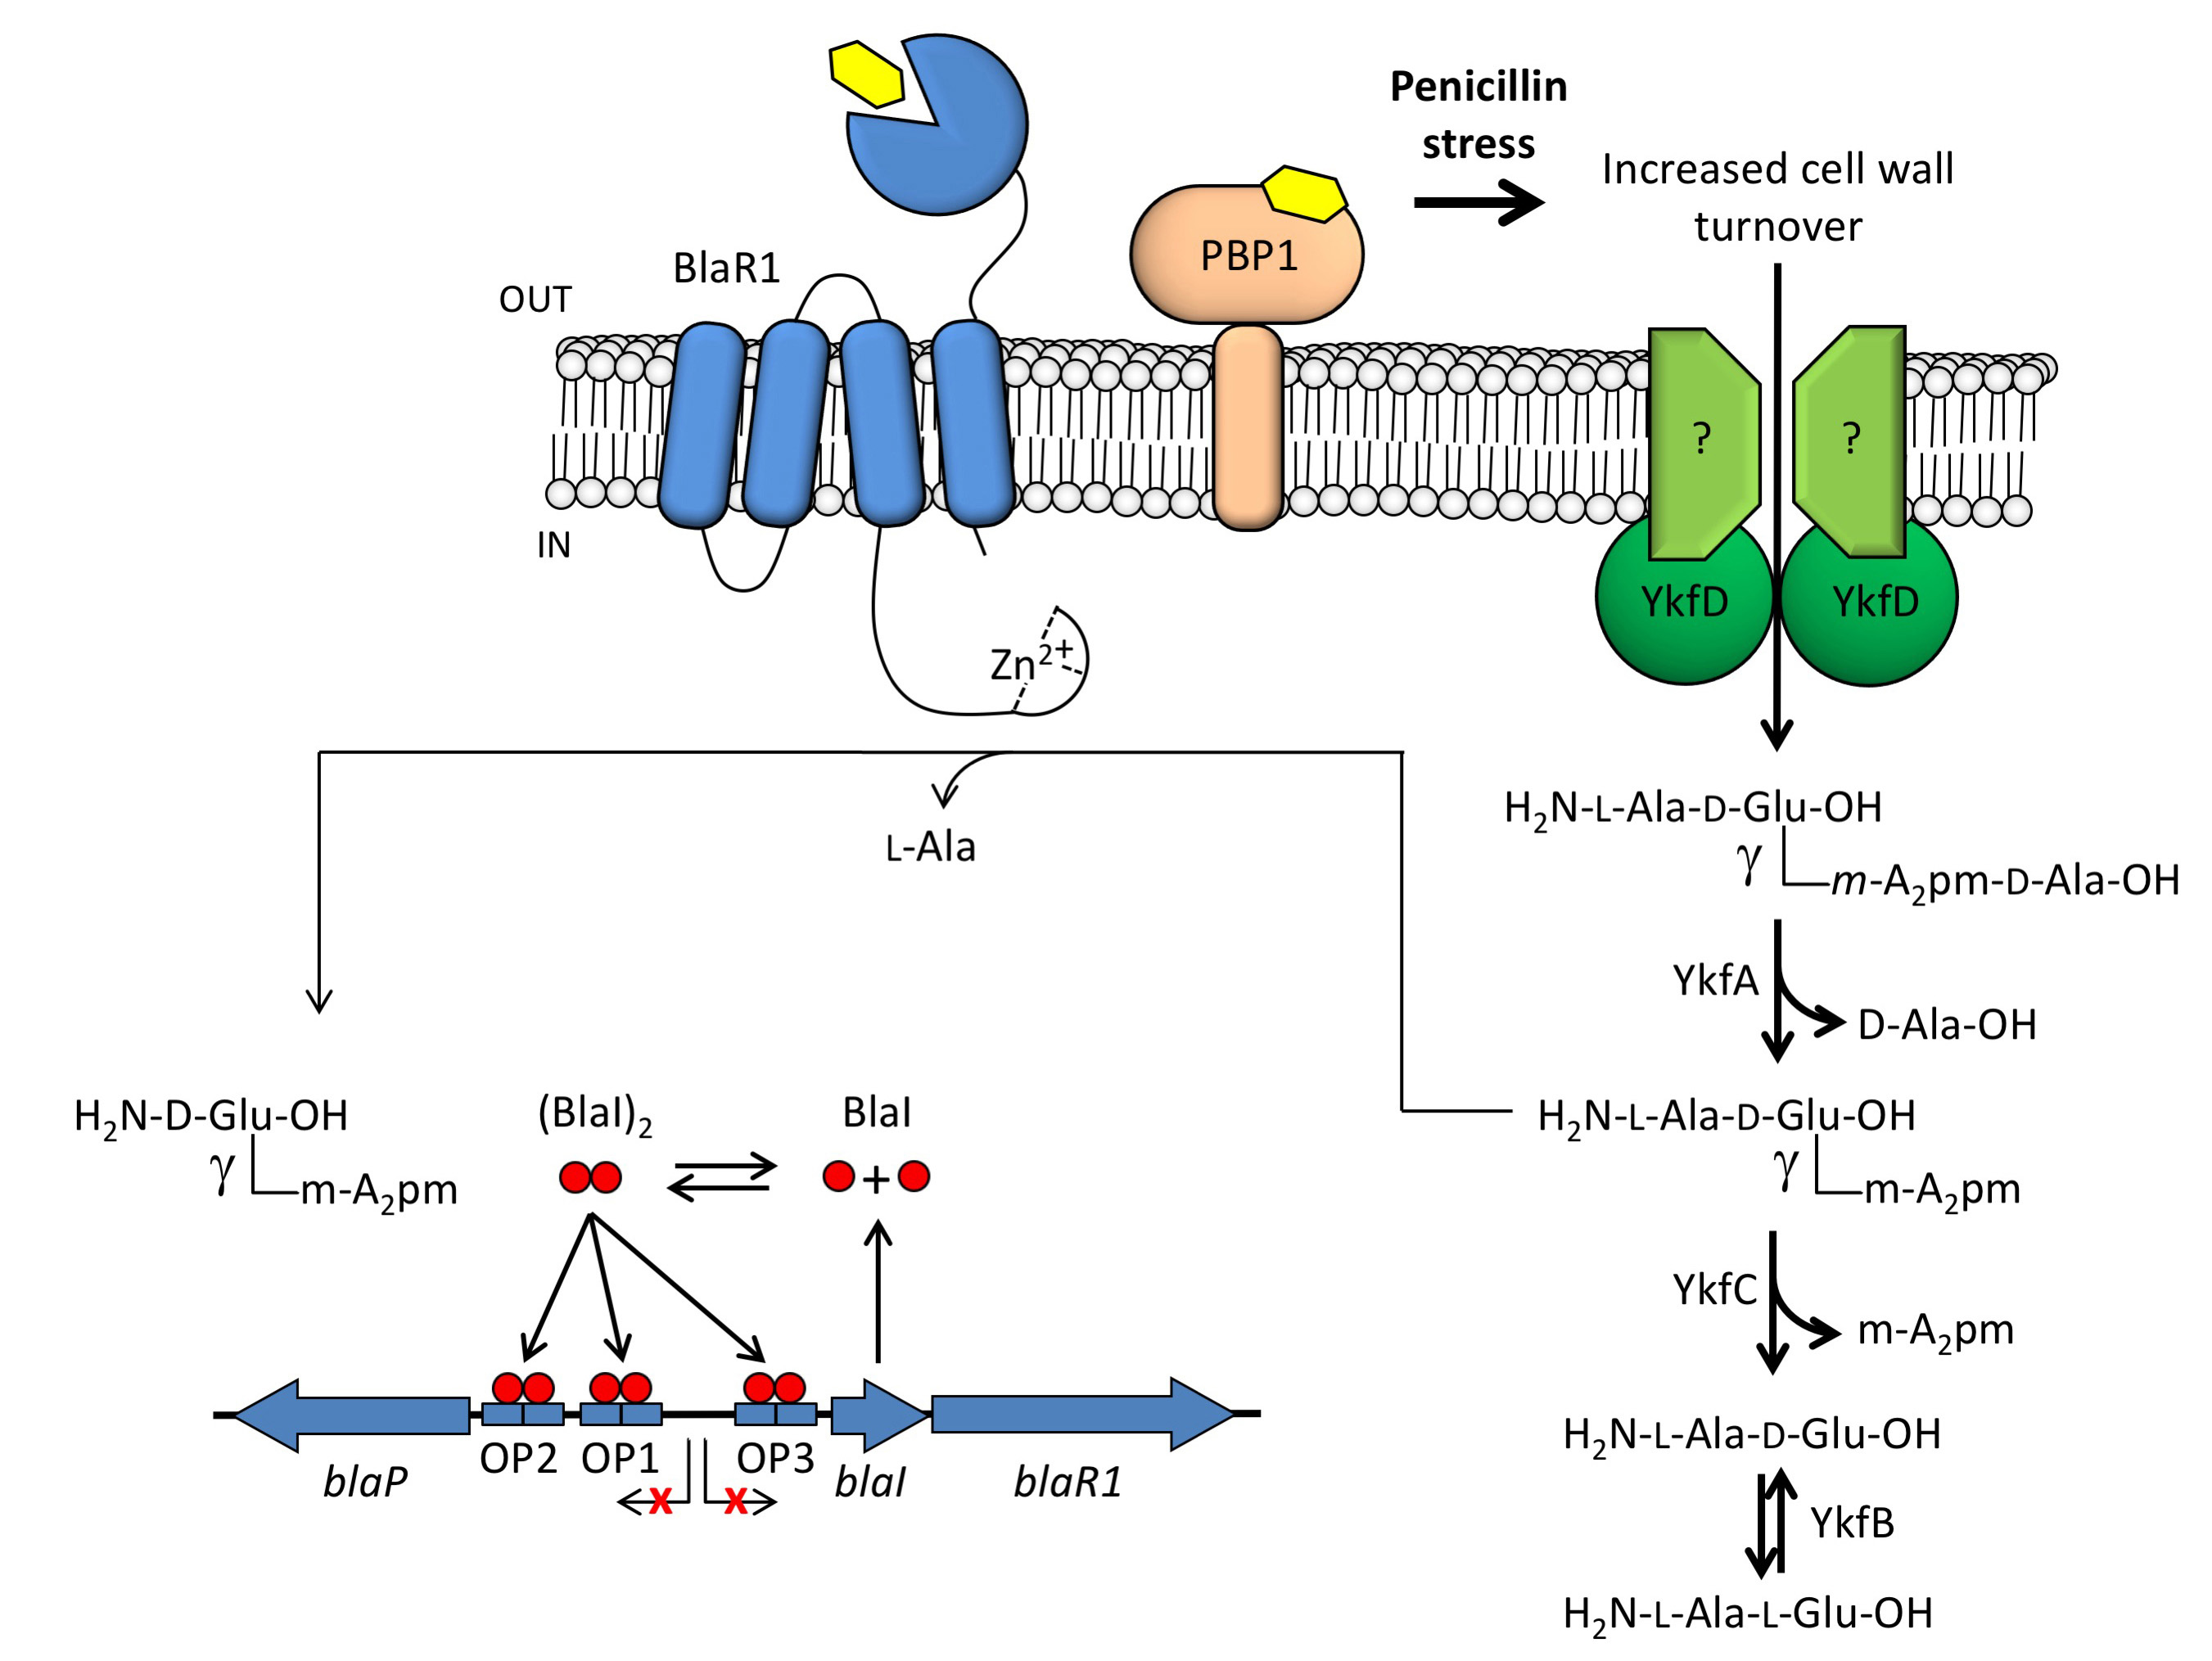 Penicillin
stress
Increased cell wall
turnover
PBP1
BlaR1
OUT
? ?
IN
YkfD YkfD
Zn²⁺
H₂N-L-Ala-D-Glu-OH
γ
m-A₂pm-D-Ala-OH
L-Ala
YkfA
D-Ala-OH
H₂N-D-Glu-OH
γ
m-A₂pm
(BlaI)₂ BlaI
+
H₂N-L-Ala-D-Glu-OH
γ
m-A₂pm
YkfC
m-A₂pm
H₂N-L-Ala-D-Glu-OH
YkfB
H₂N-L-Ala-L-Glu-OH
OP2 OP1 OP3
blaP blaI blaR1
X X